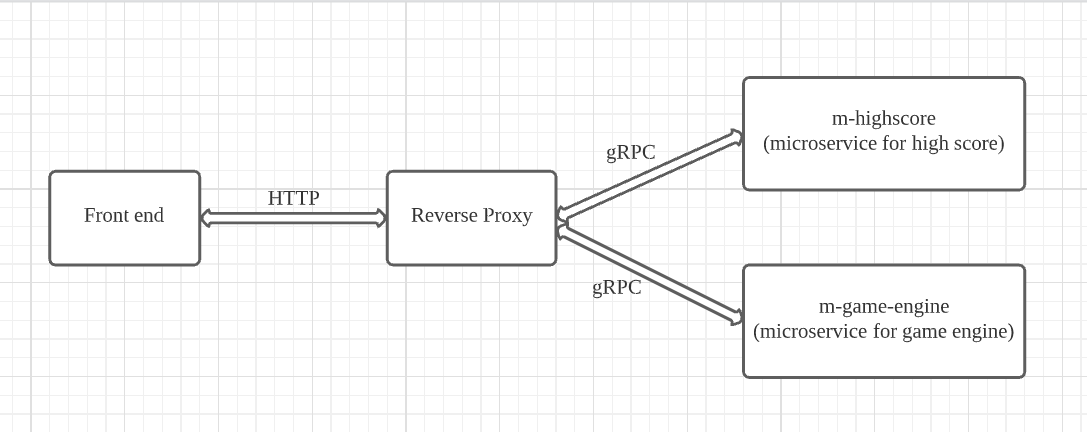 Front end
HTTP
Reverse Proxy
gRPC
gRPC
m-highscore
(microservice for high score)
m-game-engine
(microservice for game engine)